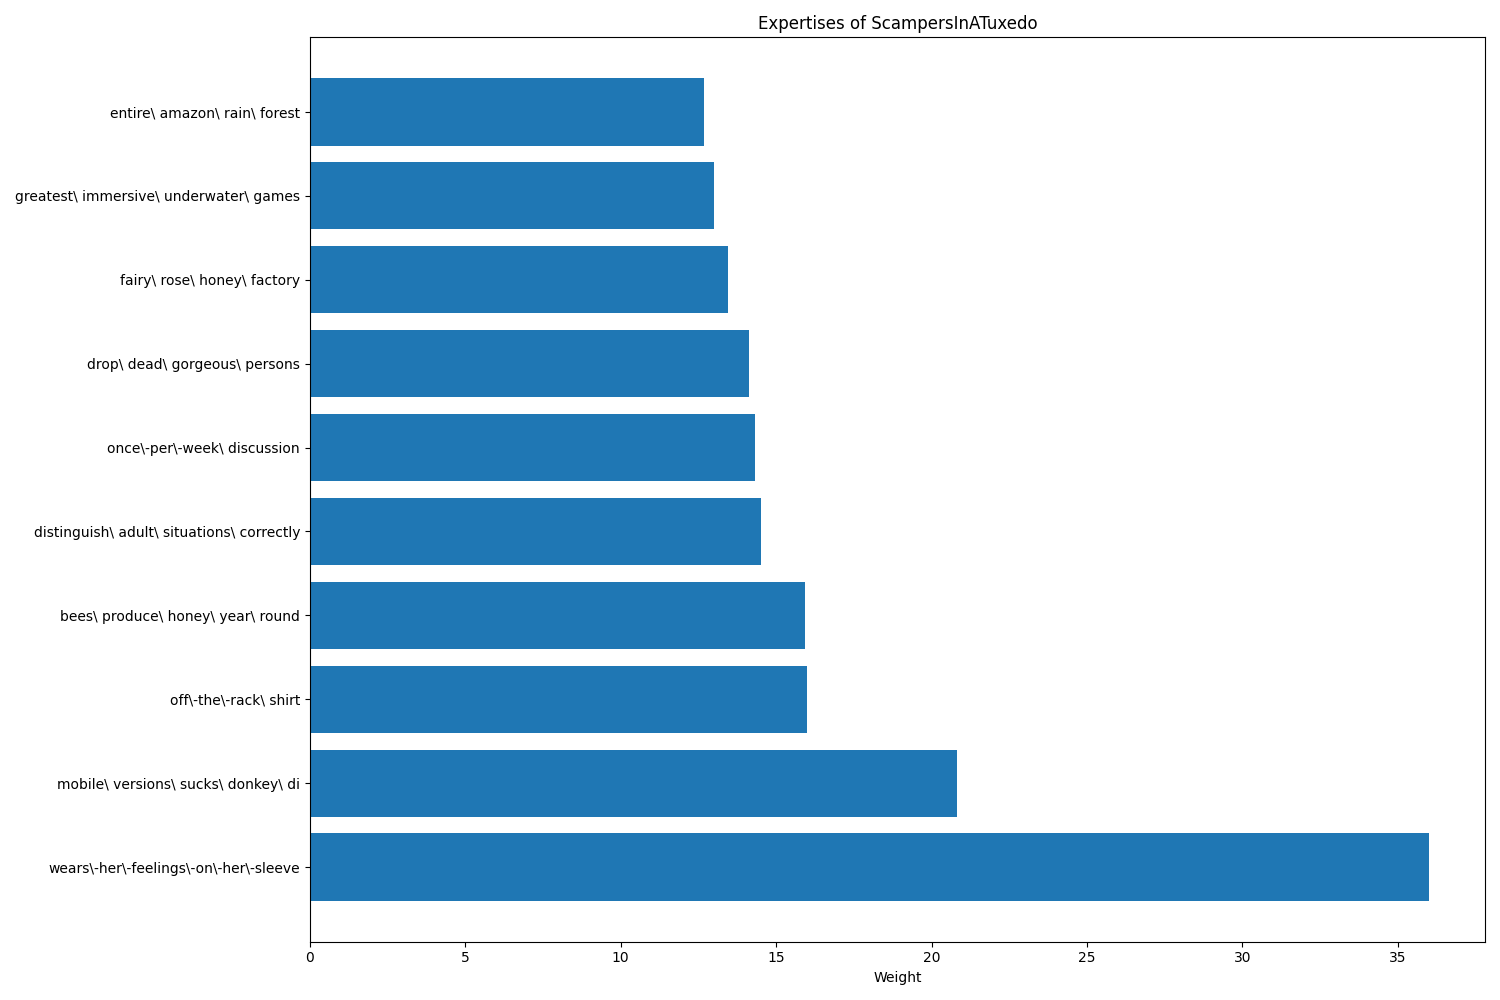 Expertises of ScampersInATuxedo
entire\ amazon\ rain\ forest
greatest\ immersive\ underwater\ games
fairy\ rose\ honey\ factory
drop\ dead\ gorgeous\ persons
once\-per\-week\ discussion
distinguish\ adult\ situations\ correctly
bees\ produce\ honey\ year\ round
off\-the\-rack\ shirt
mobile\ versions\ sucks\ donkey\ di
wears\-her\-feelings\-on\-her\-sleeve
0 5 10 15 20 25 30 35
Weight